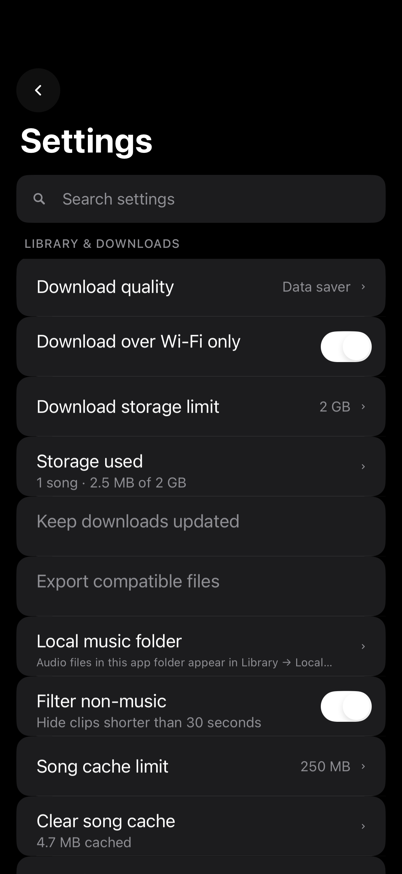 Settings
Search settings
LIBRARY & DOWNLOADS
Download quality
Data saver
Download over Wi-Fi only
Download storage limit
2 GB
Storage used
1 song · 2.5 MB of 2 GB
Keep downloads updated
Export compatible files
Local music folder
Audio files in this app folder appear in Library → Local...
Filter non-music
Hide clips shorter than 30 seconds
Song cache limit
250 MB
Clear song cache
4.7 MB cached